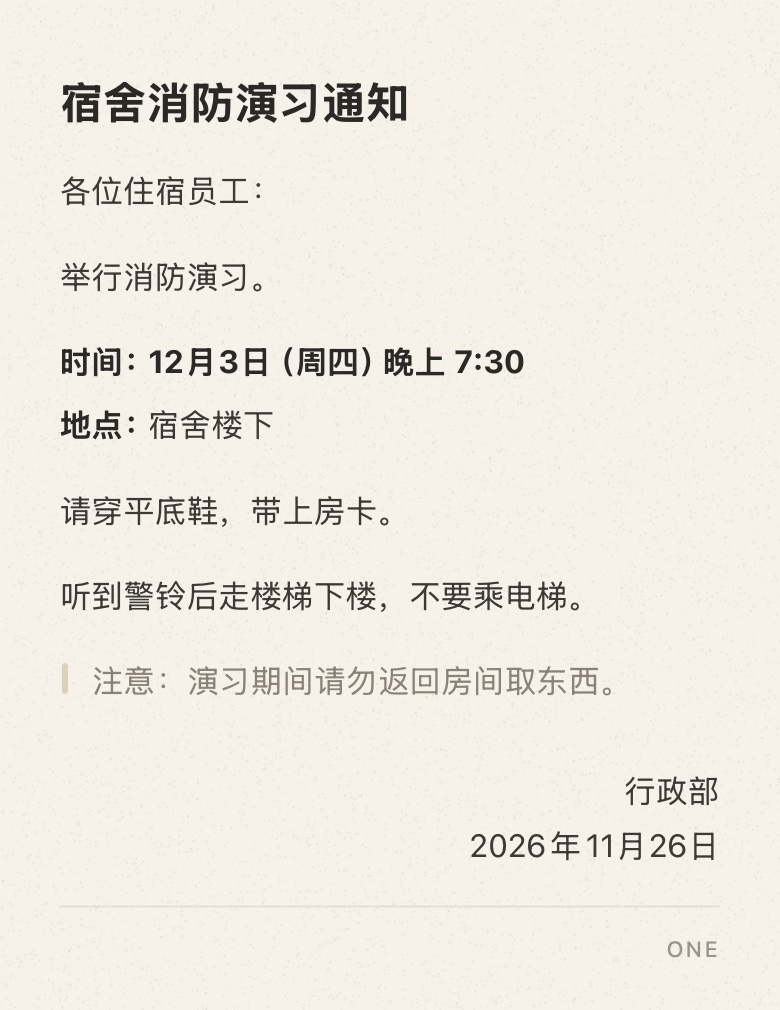 宿舍消防演习通知
各位住宿员工：
举行消防演习。
时间：12月3日（周四）晚上 7:30
地点：宿舍楼下
请穿平底鞋，带上房卡。
听到警铃后走楼梯下楼，不要乘电梯。
注意：演习期间请勿返回房间取东西。
行政部
2026年11月26日
ONE